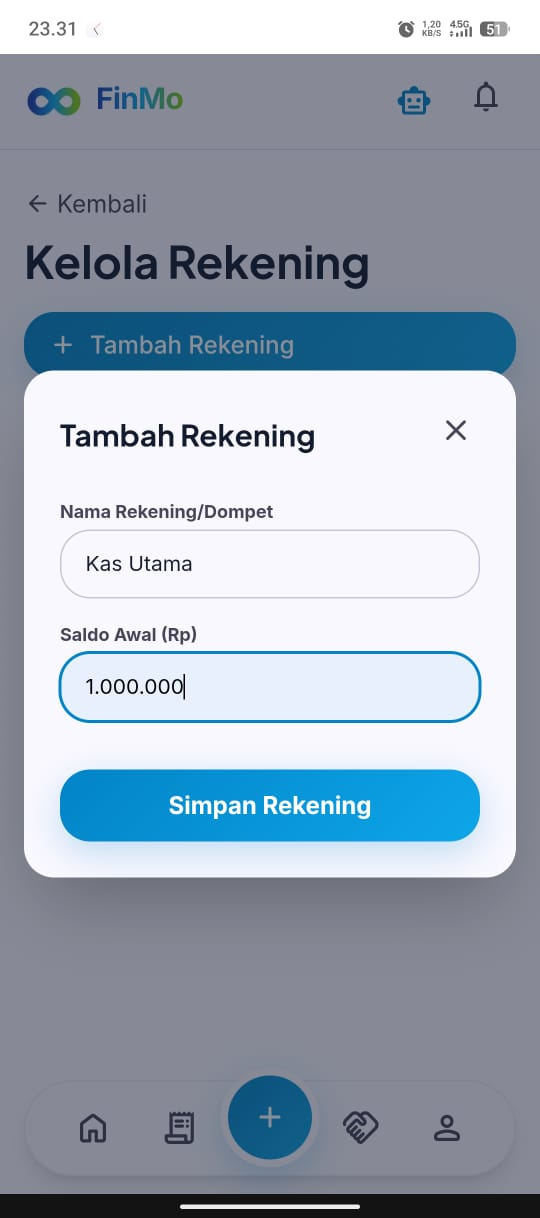 23.31
1,20
KB/S
4.5G
51
FinMo
Kembali
Kelola Rekening
Tambah Rekening
Tambah Rekening
Nama Rekening/Dompet
Kas Utama
Saldo Awal (Rp)
1.000.000
Simpan Rekening